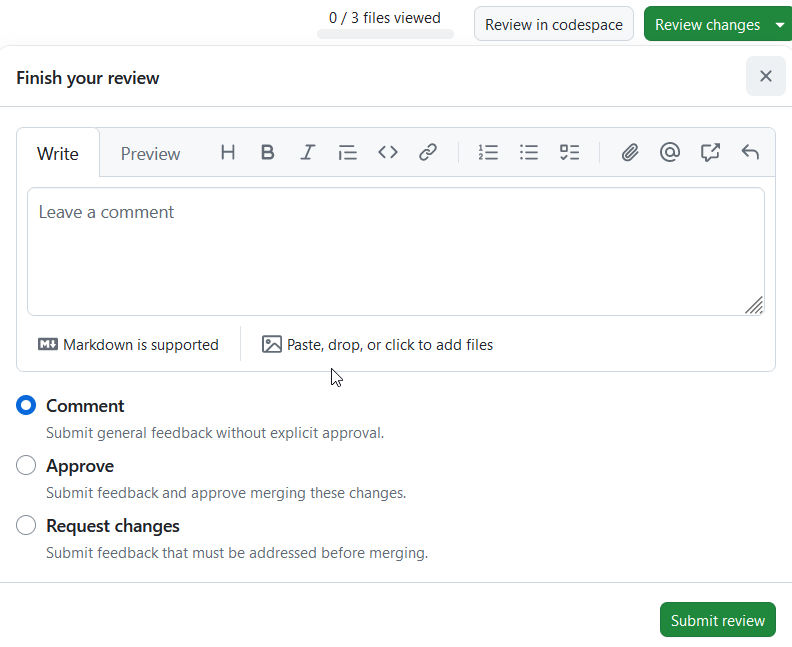 0 / 3 files viewed
Review in codespace
Review changes
Finish your review
Write
Preview
Leave a comment
Markdown is supported
Paste, drop, or click to add files
Comment
Submit general feedback without explicit approval.
Approve
Submit feedback and approve merging these changes.
Request changes
Submit feedback that must be addressed before merging.
Submit review